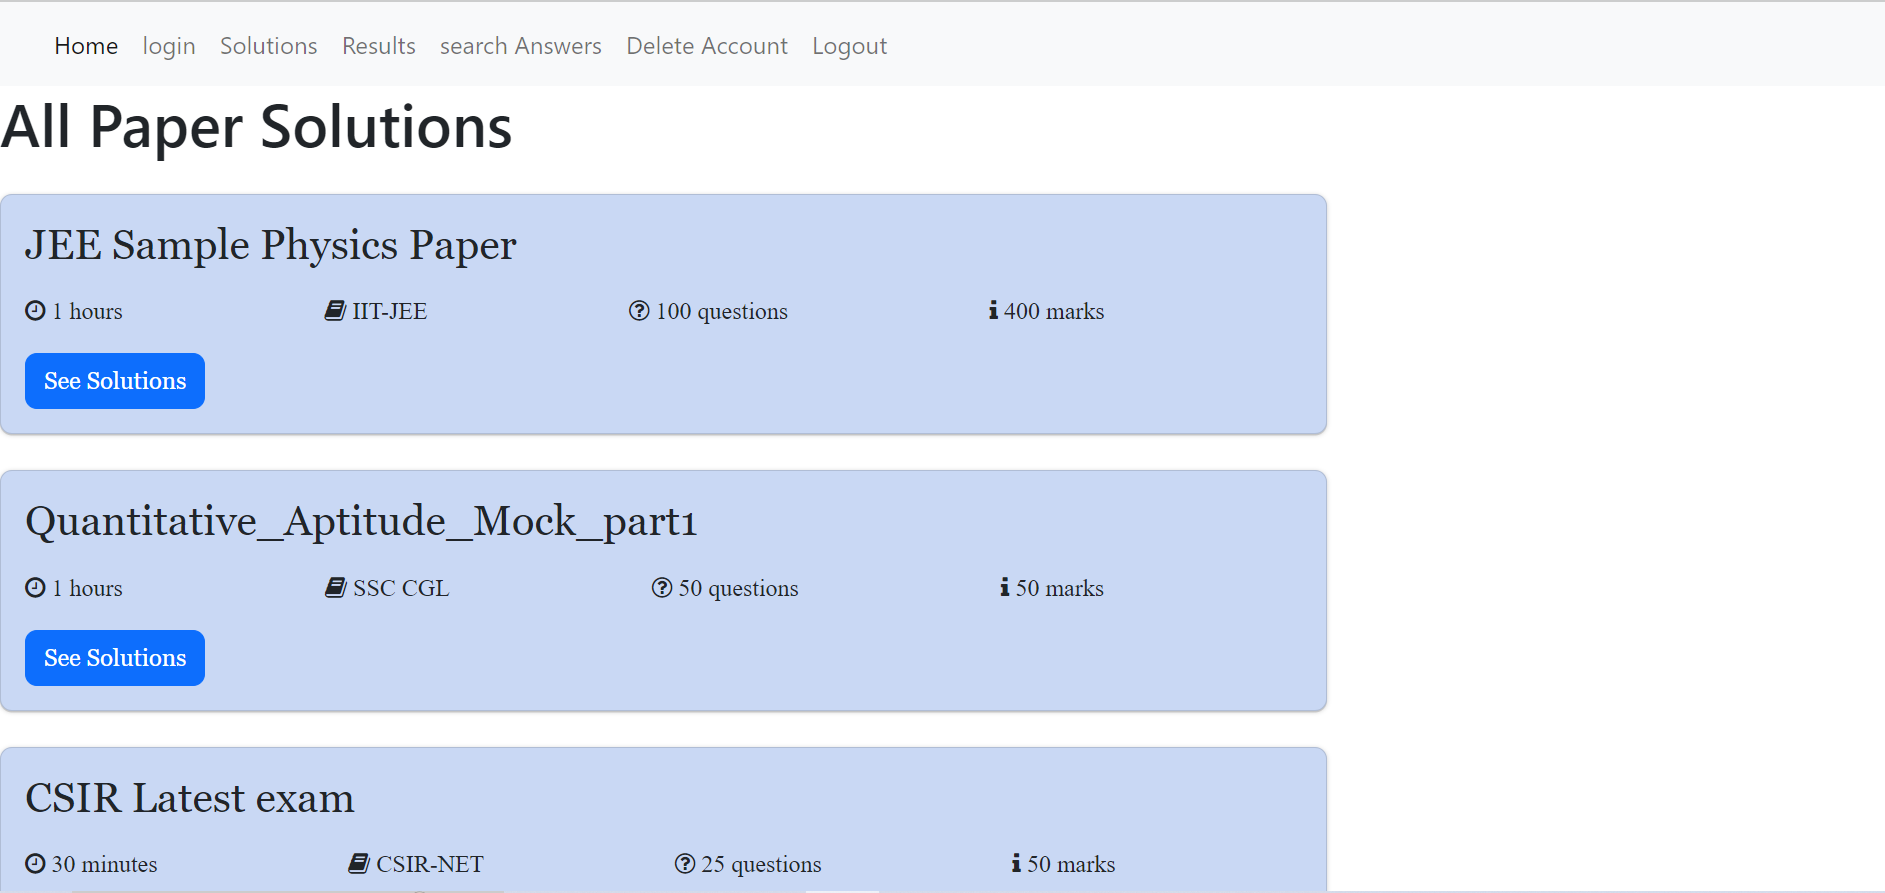 Home login Solutions Results search Answers Delete Account Logout
All Paper Solutions
JEE Sample Physics Paper
1 hours IIT-JEE 100 questions 400 marks
See Solutions
Quantitative_Aptitude_Mock_part1
1 hours SSC CGL 50 questions 50 marks
See Solutions
CSIR Latest exam
30 minutes CSIR-NET 25 questions 50 marks